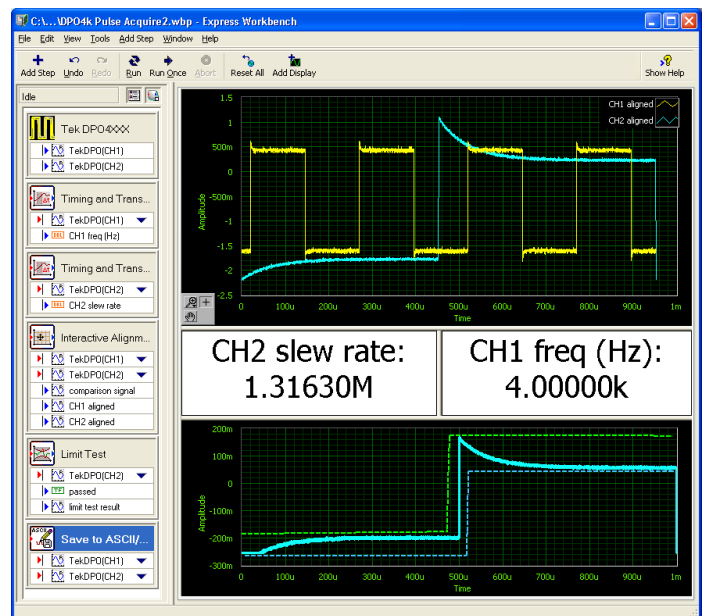 C:\...\DPO4k Pulse Acquire2.wbp - Express Workbench
File Edit View Tools Add Step Window Help
Add Step Undo Redo Run Run Once Abort Reset All Add Display Show Help
Idle
Tek DPO4XXX
TekDPO(CH1)
TekDPO(CH2)
Timing and Trans...
TekDPO(CH1)
CH1 freq (Hz)
Timing and Trans...
TekDPO(CH2)
CH2 slew rate
Interactive Alignm...
TekDPO(CH1)
TekDPO(CH2)
comparison signal
CH1 aligned
CH2 aligned
Limit Test
TekDPO(CH2)
passed
limit test result
ASCII
Save to ASCII/...
TekDPO(CH1)
TekDPO(CH2)
CH1 aligned
CH2 aligned
Amplitude
1.5
1
500m
0
-500m
-1
-1.5
-2
-2.5
0 100u 200u 300u 400u 500u 600u 700u 800u 900u 1m
Time
CH2 slew rate:
1.31630M
CH1 freq (Hz):
4.00000k
Amplitude
200m
100m
0
-100m
-200m
-300m
0 100u 200u 300u 400u 500u 600u 700u 800u 900u 1m
Time